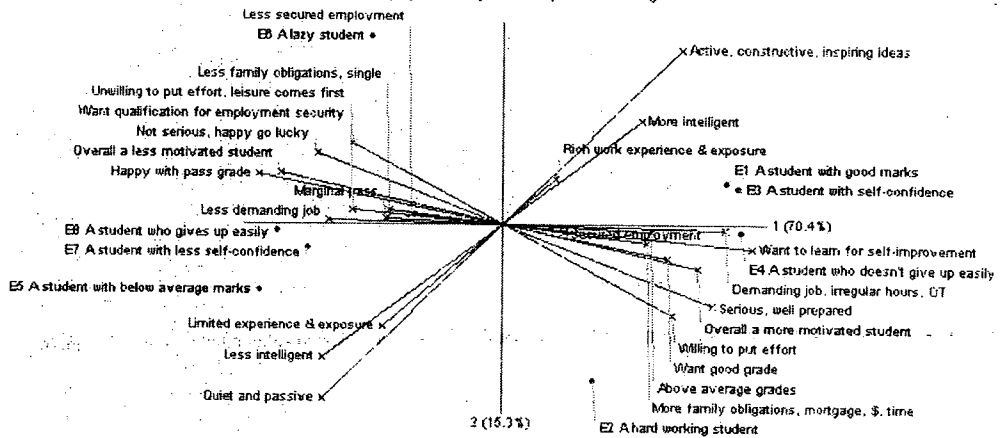 Less secured employment
E6 A lazy student
Active, constructive, inspiring ideas
Less family obligations, single
Unwilling to put effort, leisure comes first
Want qualification for employment security
More intelligent
Not serious, happy go lucky
Overall a less motivated student
Rich work experience & exposure
Happy with pass grade
E1 A student with good marks
Marginal pass
E3 A student with self-confidence
Less demanding job
1 (70.4%)
E8 A student who gives up easily
Secured employment
E7 A student with less self-confidence
Want to learn for self-improvement
E4 A student who doesn't give up easily
E5 A student with below average marks
Demanding job, irregular hours, OT
Serious, well prepared
Limited experience & exposure
Overall a more motivated student
Less intelligent
Willing to put effort
Want good grade
Above average grades
Quiet and passive
More family obligations, mortgage, $, time
2 (15.3%)
E2 A hard working student